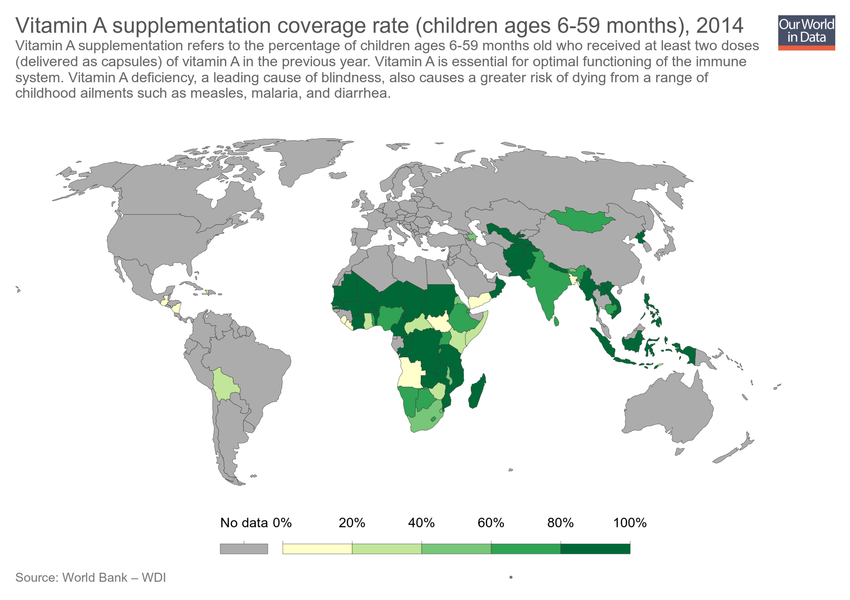 Vitamin A supplementation coverage rate (children ages 6-59 months), 2014
Our World
in Data
Vitamin A supplementation refers to the percentage of children ages 6-59 months old who received at least two doses
(delivered as capsules) of vitamin A in the previous year. Vitamin A is essential for optimal functioning of the immune
system. Vitamin A deficiency, a leading cause of blindness, also causes a greater risk of dying from a range of
childhood ailments such as measles, malaria, and diarrhea.
No data 0% 20% 40% 60% 80% 100%
Source: World Bank – WDI